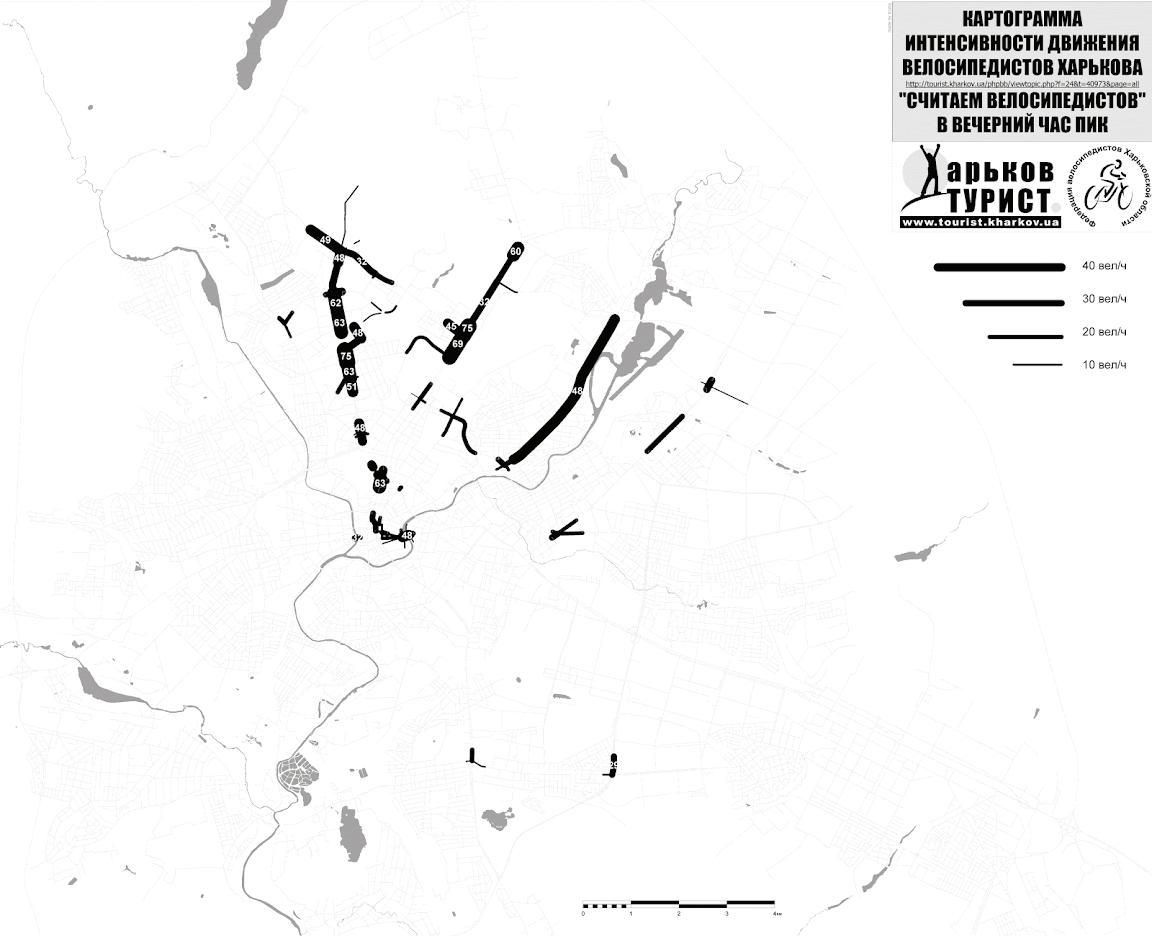 КАРТОГРАММА
ИНТЕНСИВНОСТИ ДВИЖЕНИЯ
ВЕЛОСИПЕДИСТОВ ХАРЬКОВА
http://tourist.kharkov.ua/phpbb/viewtopic.php?f=24&t=40973&page=all
"СЧИТАЕМ ВЕЛОСИПЕДИСТОВ"
В ВЕЧЕРНИЙ ЧАС ПИК
Харьков
ТУРИСТ
www.tourist.kharkov.ua
Федерация велосипедистов Харьковской области
40 вел/ч
30 вел/ч
20 вел/ч
10 вел/ч
49
48
32
62
63
48
75
63
51
48
63
32
48
60
32
45
75
69
48
29
0 1 2 3 4км